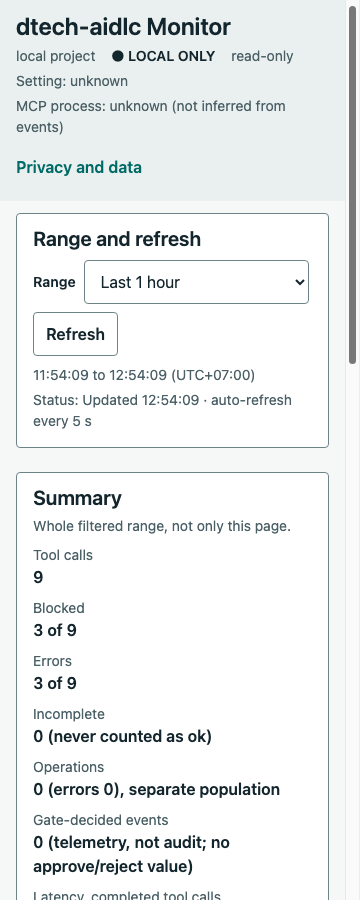 dtech-aidlc Monitor
local project ● LOCAL ONLY read-only
Setting: unknown
MCP process: unknown (not inferred from
events)
Privacy and data
Range and refresh
Range Last 1 hour
Refresh
11:54:09 to 12:54:09 (UTC+07:00)
Status: Updated 12:54:09 · auto-refresh
every 5 s
Summary
Whole filtered range, not only this page.
Tool calls
9
Blocked
3 of 9
Errors
3 of 9
Incomplete
0 (never counted as ok)
Operations
0 (errors 0), separate population
Gate-decided events
0 (telemetry, not audit; no
approve/reject value)
Latency, completed tool calls